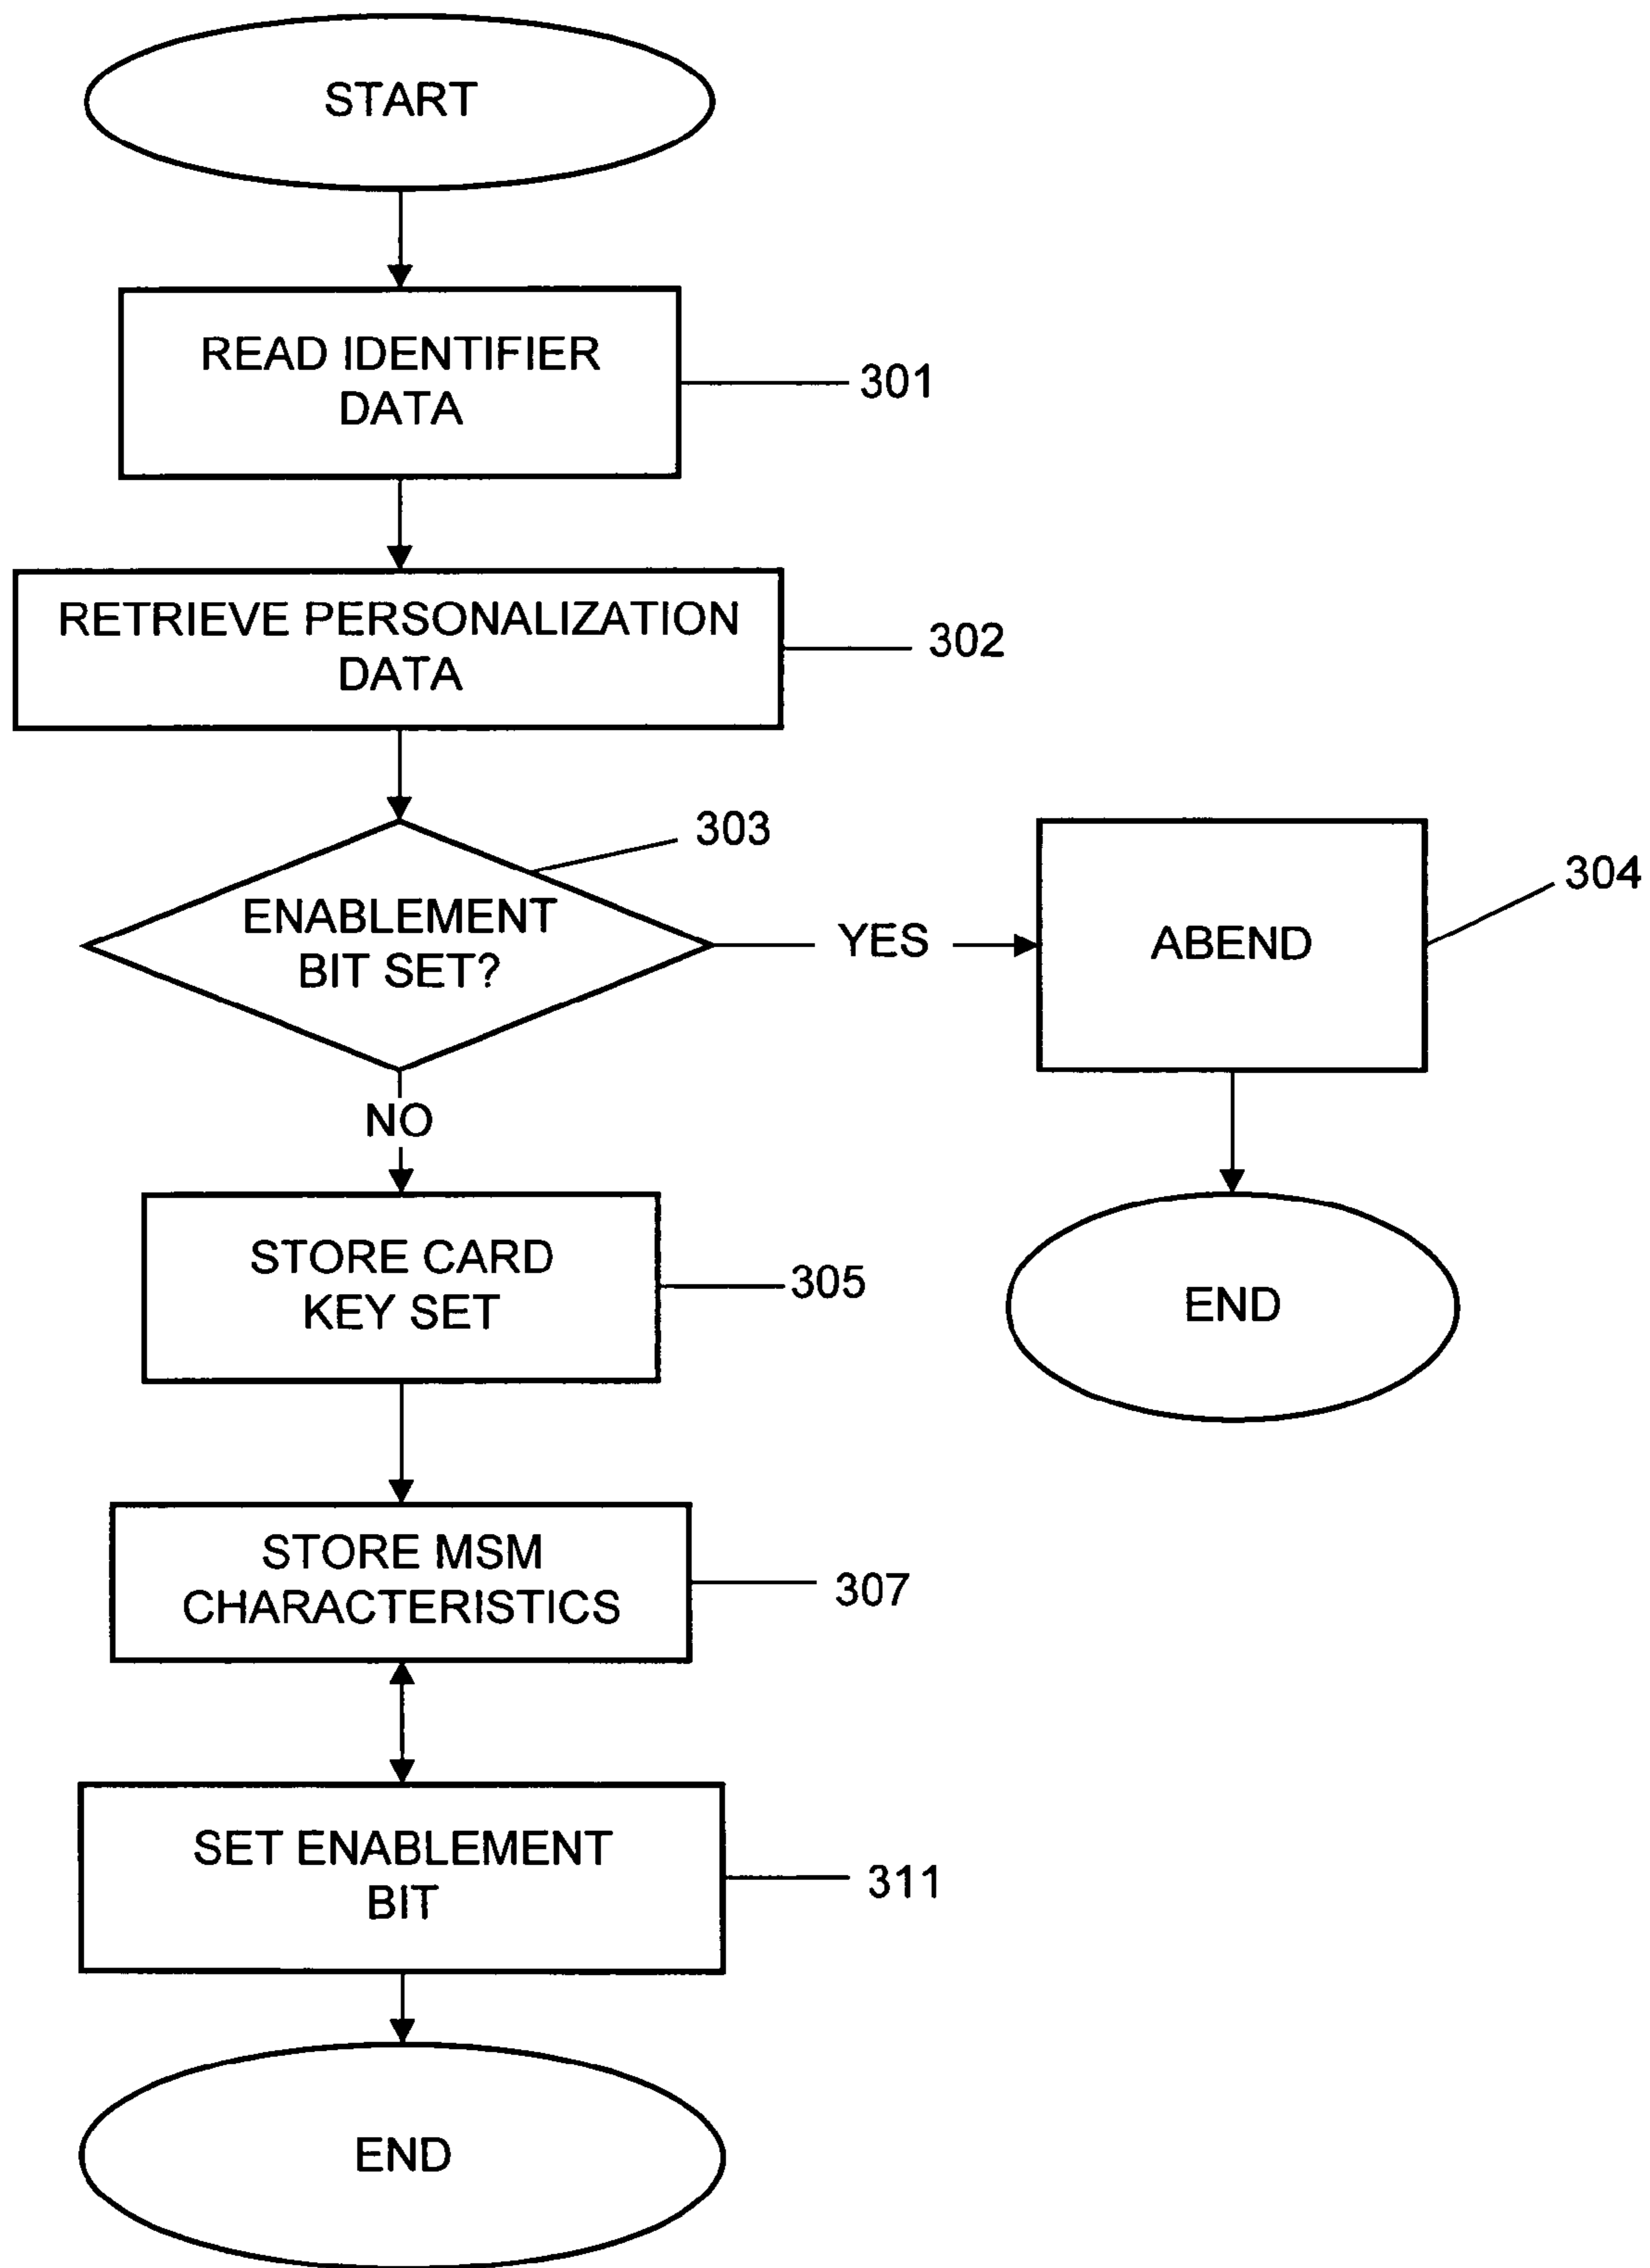 START
READ IDENTIFIER
DATA
301
RETRIEVE PERSONALIZATION
DATA
302
303
ENABLEMENT
BIT SET?
YES
ABEND
304
NO
END
STORE CARD
KEY SET
305
STORE MSM
CHARACTERISTICS
307
SET ENABLEMENT
BIT
311
END